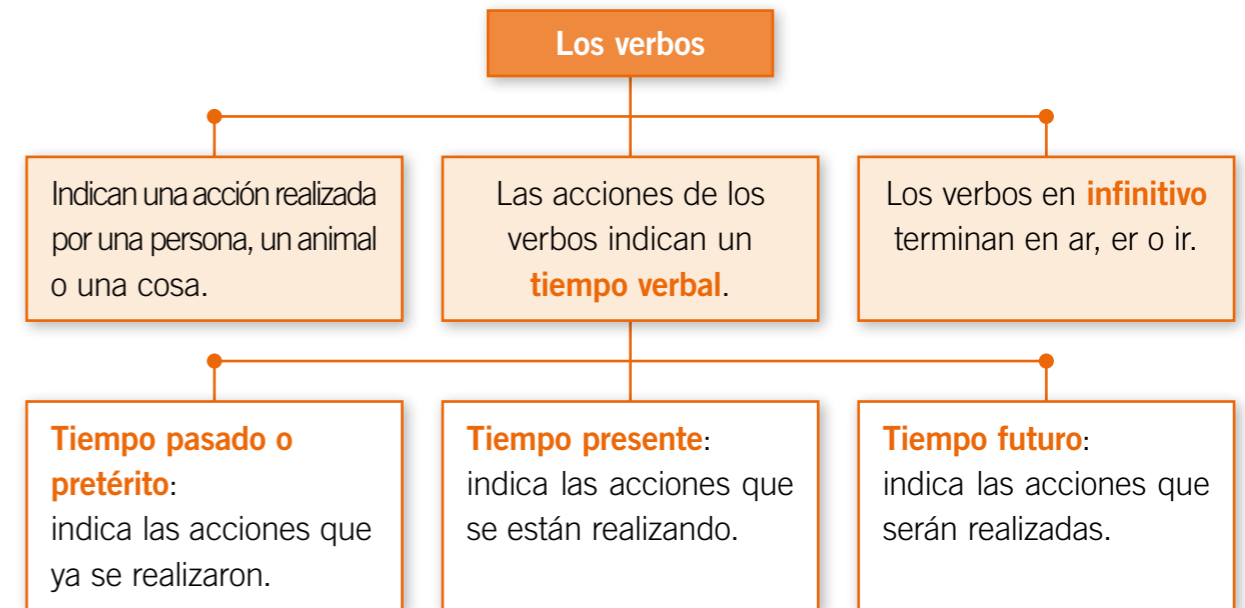 Los verbos
Indican una acción realizada
por una persona, un animal
o una cosa.
Las acciones de los
verbos indican un
tiempo verbal.
Los verbos en infinitivo
terminan en ar, er o ir.
Tiempo pasado o
pretérito:
indica las acciones que
ya se realizaron.
Tiempo presente:
indica las acciones que
se están realizando.
Tiempo futuro:
indica las acciones que
serán realizadas.